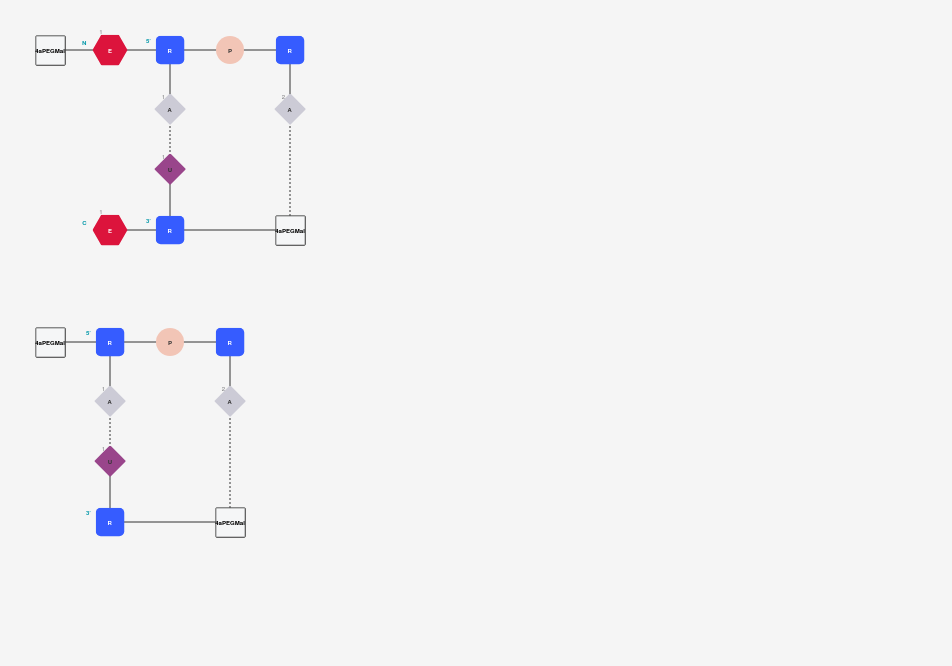 4aPEGMal N 1 E 5' R P R
1 A 2 A
1 U
C 1 E 3' R 4aPEGMal
4aPEGMal 5' R P R
1 A 2 A
1 U
3' R 4aPEGMal